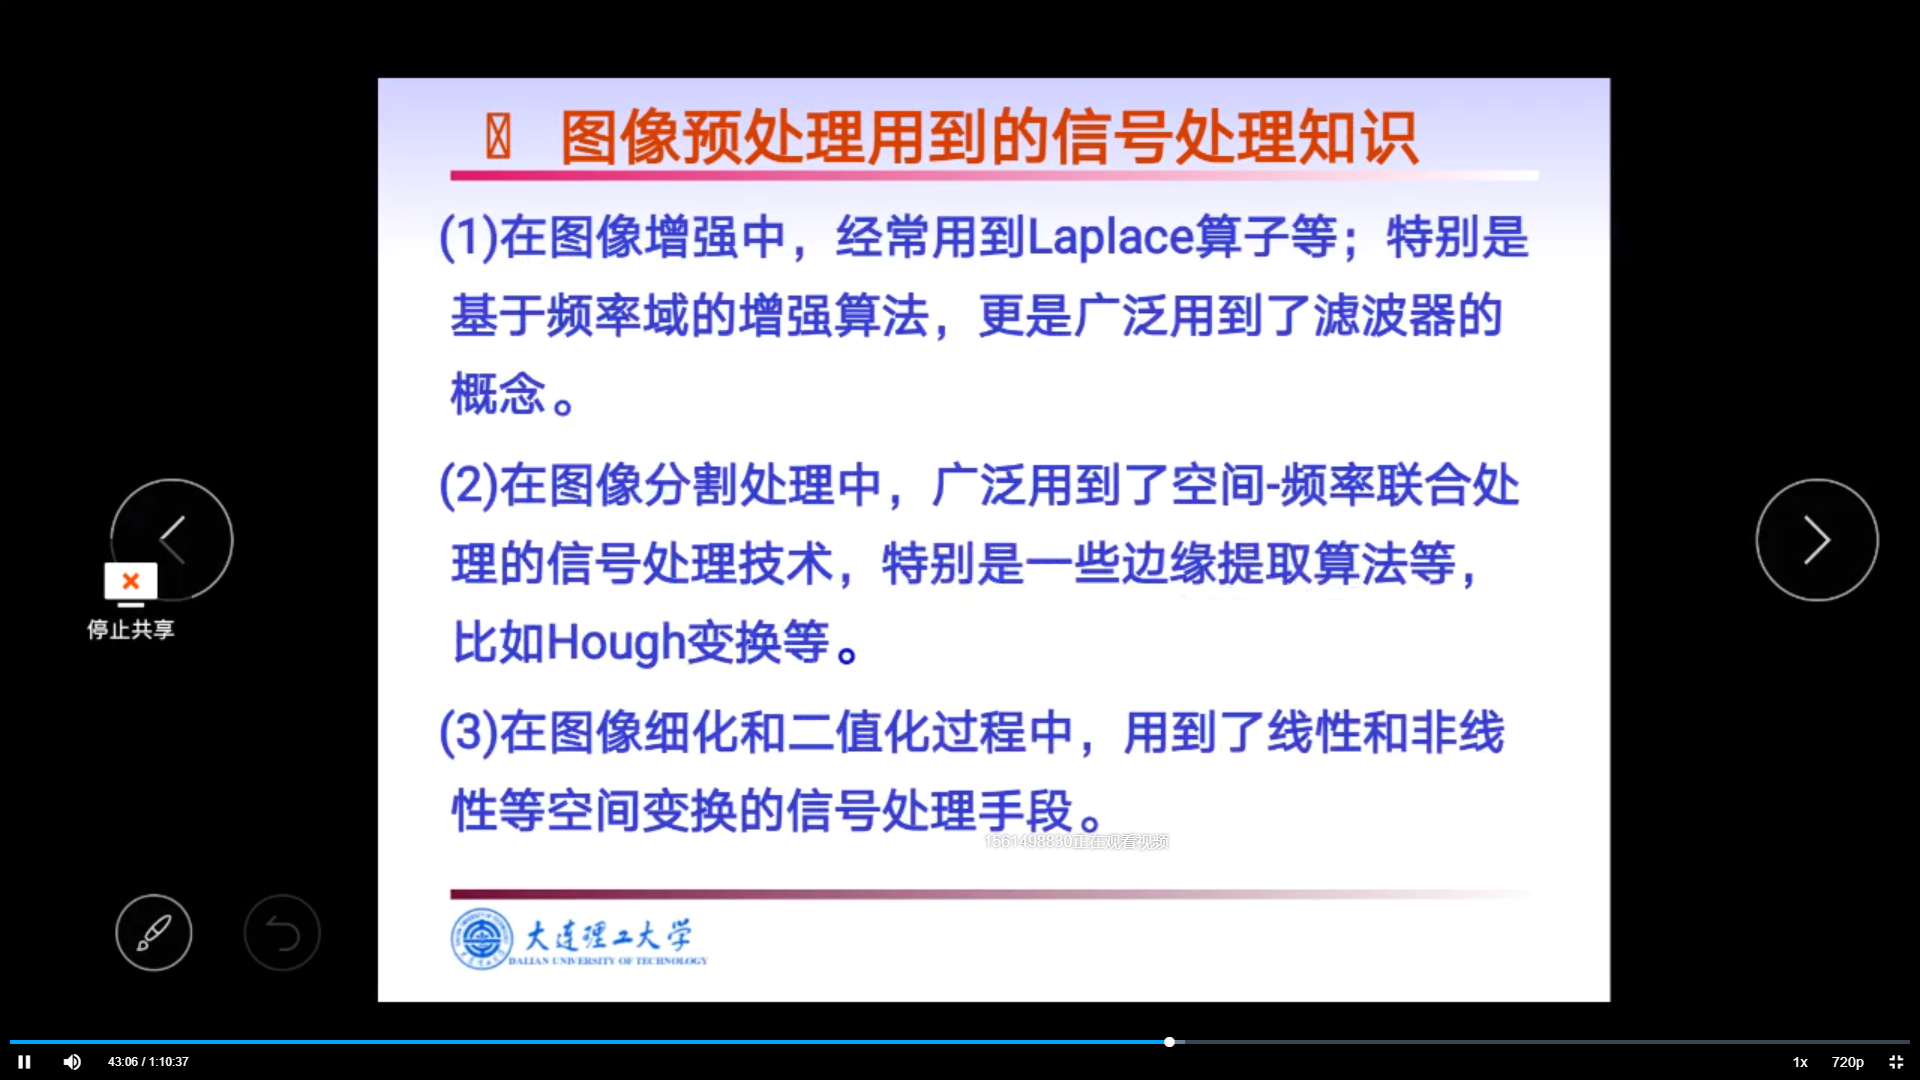 图像预处理用到的信号处理知识
(1)在图像增强中，经常用到Laplace算子等；特别是
基于频率域的增强算法，更是广泛用到了滤波器的
概念。
(2)在图像分割处理中，广泛用到了空间-频率联合处
理的信号处理技术，特别是一些边缘提取算法等，
比如Hough变换等。
(3)在图像细化和二值化过程中，用到了线性和非线
性等空间变换的信号处理手段。
1561498830正在观看视频
停止共享
大连理工大学
DALIAN UNIVERSITY OF TECHNOLOGY
43:06 / 1:10:37
1x
720p